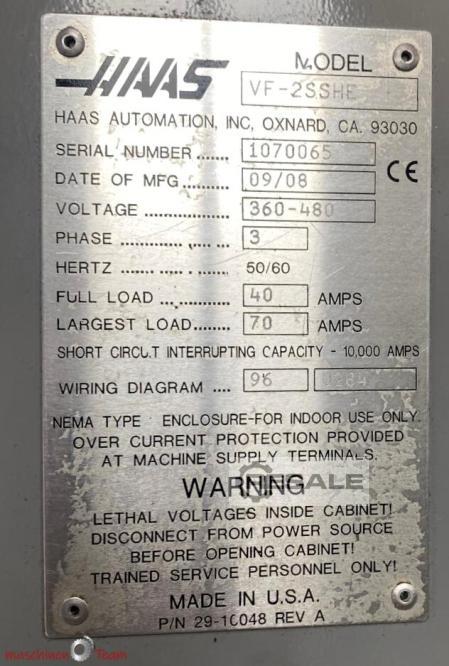 HAAS
MODEL
VF-2SSHE
HAAS AUTOMATION, INC, OXNARD, CA. 93030
SERIAL NUMBER ...... 1070065
DATE OF MFG ..... 09/08
CE
VOLTAGE ................ 360-480
PHASE .................... 3
HERTZ ................... 50/60
FULL LOAD ............. 40 AMPS
LARGEST LOAD........ 70 AMPS
SHORT CIRCUIT INTERRUPTING CAPACITY - 10,000 AMPS
WIRING DIAGRAM .... 96
NEMA TYPE ENCLOSURE-FOR INDOOR USE ONLY
OVER CURRENT PROTECTION PROVIDED
AT MACHINE SUPPLY TERMINALS.
WARNING
LETHAL VOLTAGES INSIDE CABINET!
DISCONNECT FROM POWER SOURCE
BEFORE OPENING CABINET!
TRAINED SERVICE PERSONNEL ONLY!
MADE IN U.S.A.
P/N 29-10048 REV A
maschinen Team